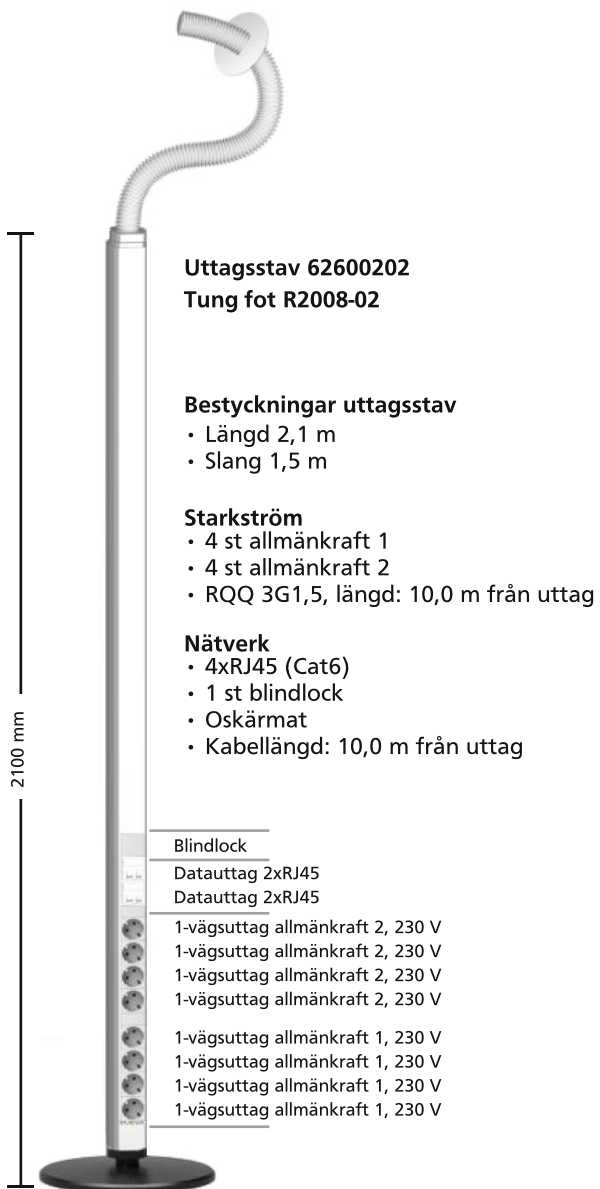 Uttagsstav 62600202
Tung fot R2008-02
Bestyckningar uttagsstav
• Längd 2,1 m
• Slang 1,5 m
Starkström
• 4 st allmänkraft 1
• 4 st allmänkraft 2
• RQQ 3G1,5, längd: 10,0 m från uttag
Nätverk
• 4xRJ45 (Cat6)
• 1 st blindlock
• Oskärmat
• Kabellängd: 10,0 m från uttag
2100 mm
Blindlock
Datauttag 2xRJ45
Datauttag 2xRJ45
1-vägsuttag allmänkraft 2, 230 V
1-vägsuttag allmänkraft 2, 230 V
1-vägsuttag allmänkraft 2, 230 V
1-vägsuttag allmänkraft 2, 230 V
1-vägsuttag allmänkraft 1, 230 V
1-vägsuttag allmänkraft 1, 230 V
1-vägsuttag allmänkraft 1, 230 V
1-vägsuttag allmänkraft 1, 230 V